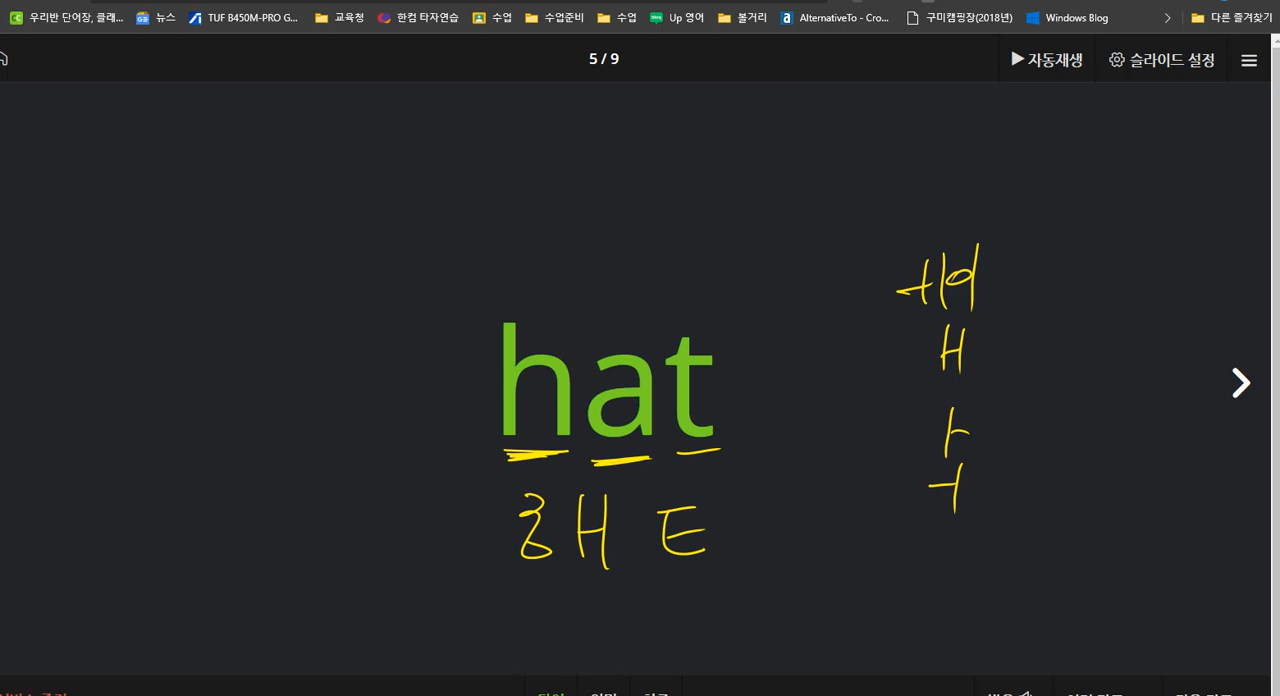 우리반 단어장, 클래... 뉴스 TUF B450M-PRO G... 교육청 한컴 타자연습 수업 수업준비 수업 Up 영어 볼거리 AlternativeTo - Cro... 구미캠핑장(2018년) Windows Blog 다른 즐겨찾기
5 / 9 자동재생 슬라이드 설정
hat
ㅎ ㅐ ㅌ
ㅐ
ㅏ
ㅓ